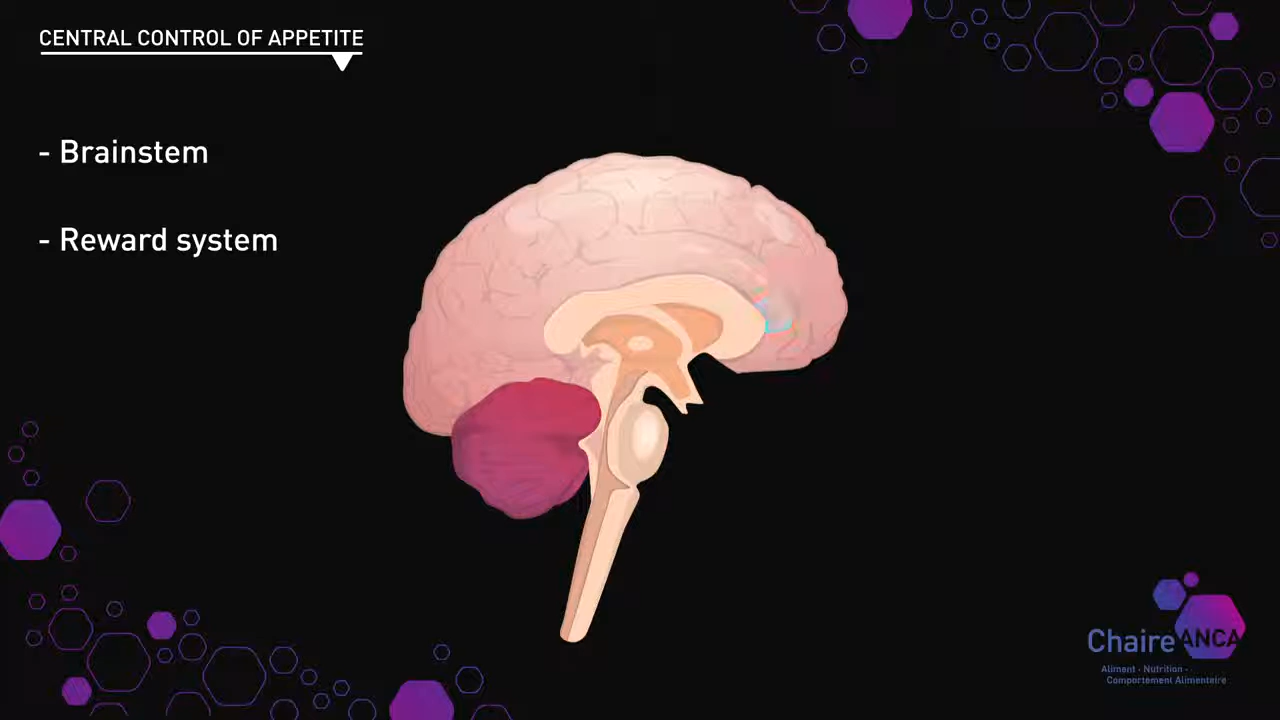 CENTRAL CONTROL OF APPETITE
- Brainstem
- Reward system
Chaire ANCA
Aliment - Nutrition -
Comportement Alimentaire